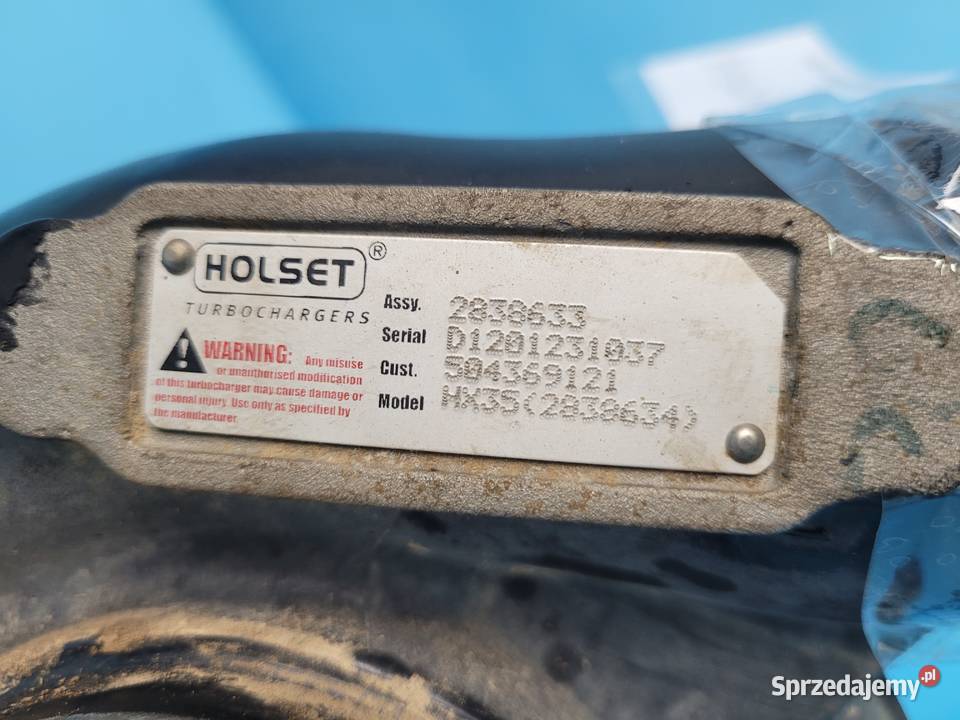 HOLSET®
TURBOCHARGERS
WARNING: Any misuse
or unauthorised modification
of this turbocharger may cause damage or
personal injury. Use only as specified by
the manufacturer.
Assy. 2838633
Serial D1201231037
Cust. 504369121
Model HX35(2838634)
Sprzedajemy.pl